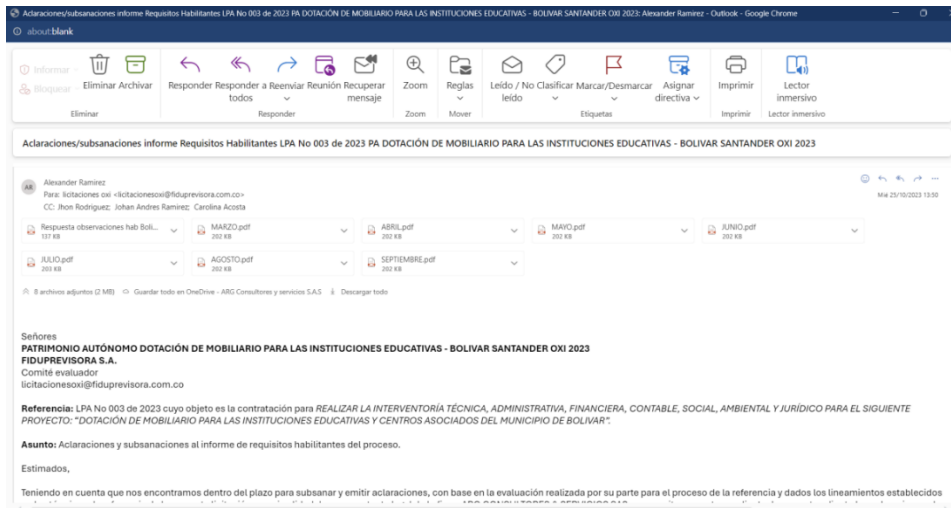 Aclaraciones/subsanaciones informe Requisitos Habilitantes LPA No 003 de 2023 PA DOTACIÓN DE MOBILIARIO PARA LAS INSTITUCIONES EDUCATIVAS - BOLIVAR SANTANDER OXI 2023: Alexander Ramirez - Outlook - Google Chrome
about:blank
Informar
Bloquear
Eliminar Archivar
Responder Responder a todos Reenviar Reunión Recuperar mensaje
Zoom
Reglas
Leído / No leído Clasificar Marcar/Desmarcar Asignar directiva
Imprimir
Lector inmersivo
Eliminar Responder Zoom Mover Etiquetas Imprimir Lector inmersivo
Aclaraciones/subsanaciones informe Requisitos Habilitantes LPA No 003 de 2023 PA DOTACIÓN DE MOBILIARIO PARA LAS INSTITUCIONES EDUCATIVAS - BOLIVAR SANTANDER OXI 2023
AR
Alexander Ramirez
Para: licitaciones oxi <licitacionesoxi@fiduprevisora.com.co>
CC: Jhon Rodriguez; Johan Andres Ramirez; Carolina Acosta
Mié 25/10/2023 13:50
Respuesta observaciones hab Boli... MARZO.pdf ABRIL.pdf MAYO.pdf JUNIO.pdf
137 KB 202 KB 202 KB 202 KB 202 KB
JULIO.pdf AGOSTO.pdf SEPTIEMBRE.pdf
203 KB 202 KB 202 KB
8 archivos adjuntos (2 MB) Guardar todo en OneDrive - ARG Consultores y servicios S.A.S Descargar todo
Señores
PATRIMONIO AUTÓNOMO DOTACIÓN DE MOBILIARIO PARA LAS INSTITUCIONES EDUCATIVAS - BOLIVAR SANTANDER OXI 2023
FIDUPREVISORA S.A.
Comité evaluador
licitacionesoxi@fiduprevisora.com.co
Referencia: LPA No 003 de 2023 cuyo objeto es la contratación para REALIZAR LA INTERVENTORÍA TÉCNICA, ADMINISTRATIVA, FINANCIERA, CONTABLE, SOCIAL, AMBIENTAL Y JURÍDICO PARA EL SIGUIENTE
PROYECTO: "DOTACIÓN DE MOBILIARIO PARA LAS INSTITUCIONES EDUCATIVAS Y CENTROS ASOCIADOS DEL MUNICIPIO DE BOLIVAR".
Asunto: Aclaraciones y subsanaciones al informe de requisitos habilitantes del proceso.
Estimados,
Teniendo en cuenta que nos encontramos dentro del plazo para subsanar y emitir aclaraciones, con base en la evaluación realizada por su parte para el proceso de la referencia y dados los lineamientos establecidos